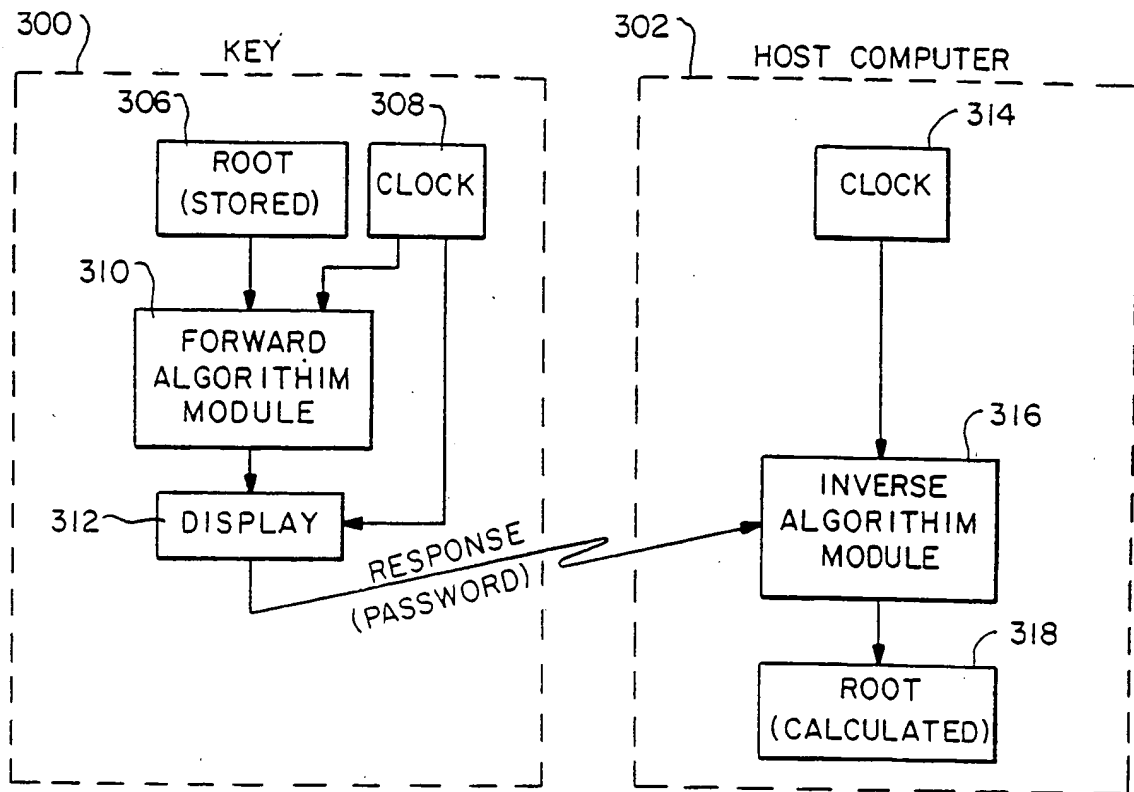 300
KEY
302
HOST COMPUTER
306
308
314
ROOT
(STORED)
CLOCK
CLOCK
310
FORWARD
ALGORITHIM
MODULE
316
INVERSE
ALGORITHIM
MODULE
312
DISPLAY
RESPONSE
(PASSWORD)
318
ROOT
(CALCULATED)